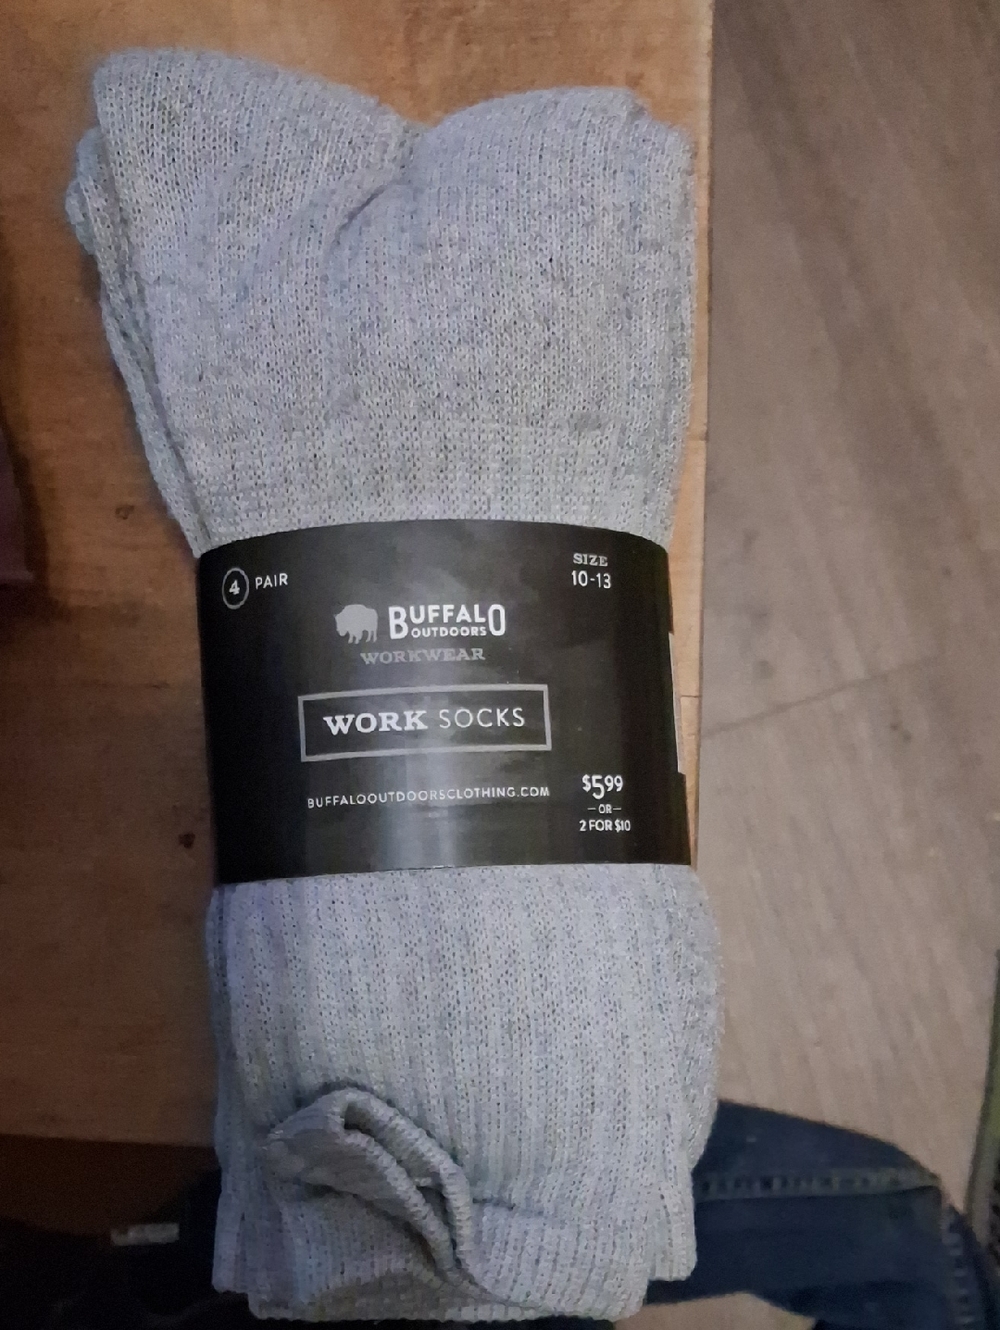 4 PAIR
SIZE
10-13
BUFFALO
OUTDOORS
WORKWEAR
WORK SOCKS
BUFFALOOUTDOORSCLOTHING.COM
$599
-OR-
2 FOR $10